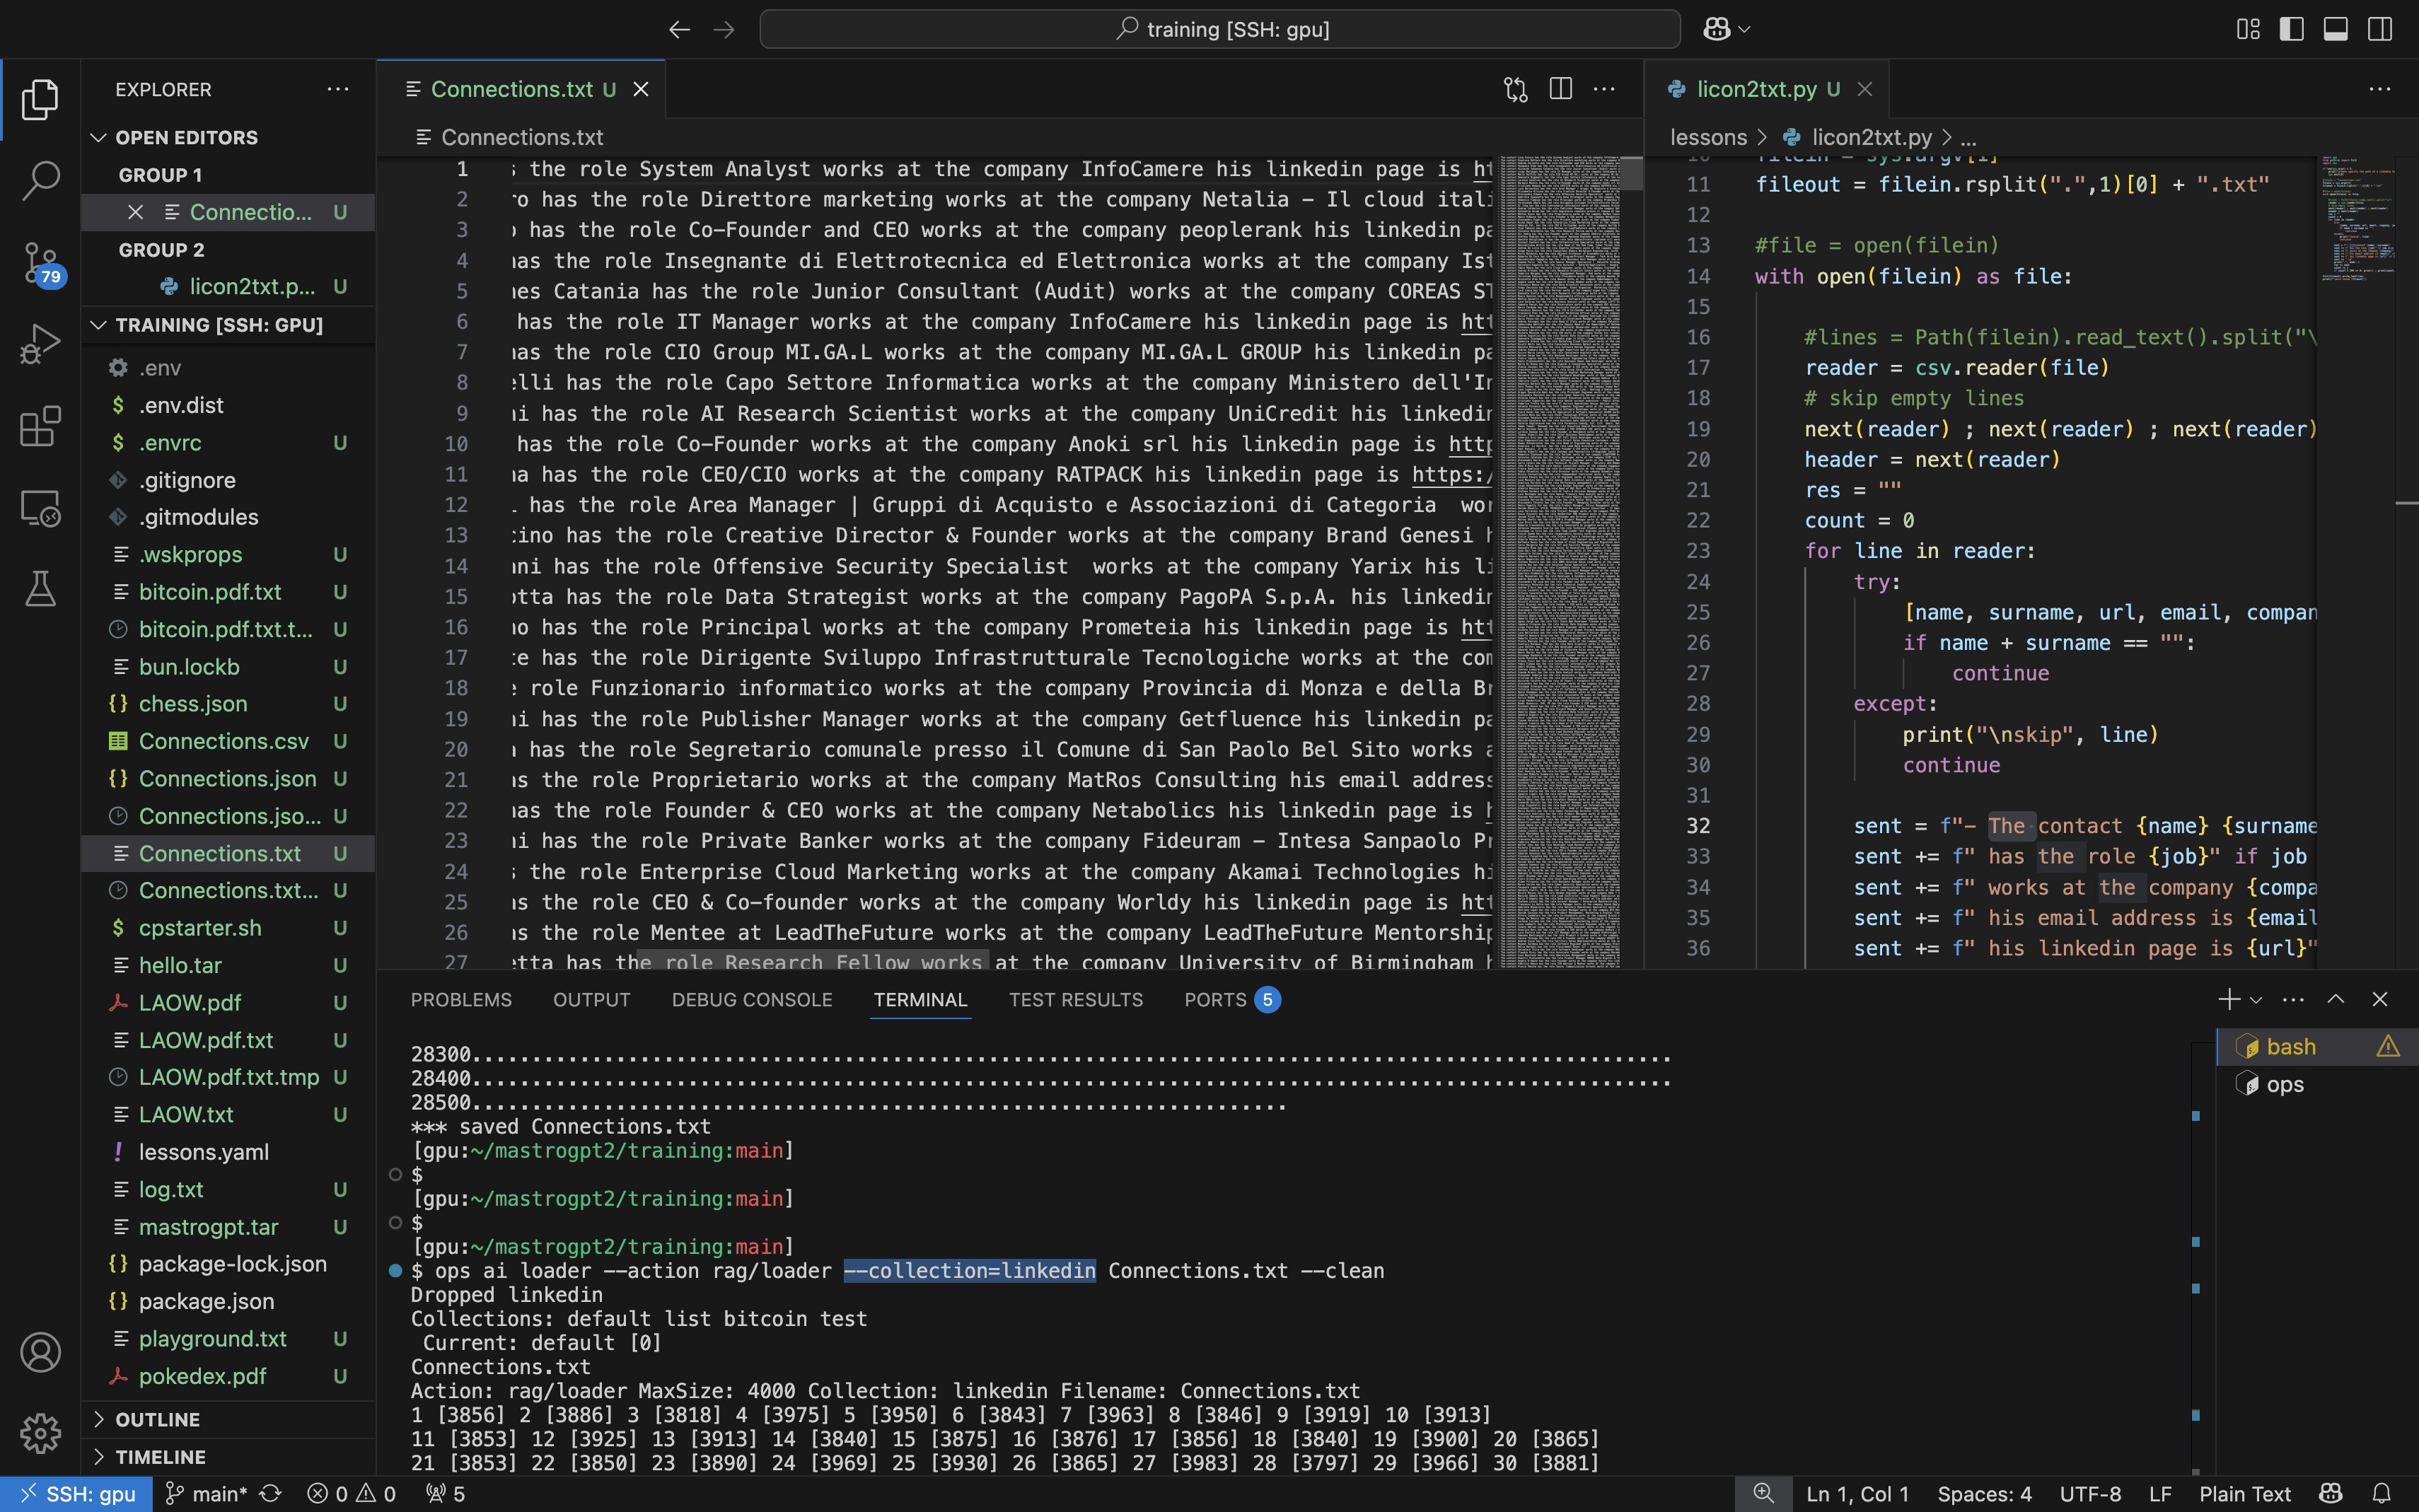 training [SSH: gpu]
EXPLORER
OPEN EDITORS
GROUP 1
Connectio... U
GROUP 2
licon2txt.p... U
TRAINING [SSH: GPU]
.env
.env.dist
.envrc U
.gitignore
.gitmodules
.wskprops U
bitcoin.pdf.txt U
bitcoin.pdf.txt.t... U
bun.lockb U
chess.json U
Connections.csv U
Connections.json U
Connections.jso... U
Connections.txt U
Connections.txt... U
cpstarter.sh U
hello.tar U
LAOW.pdf U
LAOW.pdf.txt U
LAOW.pdf.txt.tmp U
LAOW.txt U
lessons.yaml
log.txt U
mastrogpt.tar U
package-lock.json
package.json
playground.txt U
pokedex.pdf U
OUTLINE
TIMELINE
79
Connections.txt U
Connections.txt
1 the role System Analyst works at the company InfoCamere his linkedin page is ht
2 ro has the role Direttore marketing works at the company Netalia – Il cloud itali
3 has the role Co-Founder and CEO works at the company peoplerank his linkedin pa
4 has the role Insegnante di Elettrotecnica ed Elettronica works at the company Ist
5 nes Catania has the role Junior Consultant (Audit) works at the company COREAS ST
6 has the role IT Manager works at the company InfoCamere his linkedin page is htt
7 has the role CIO Group MI.GA.L works at the company MI.GA.L GROUP his linkedin pa
8 elli has the role Capo Settore Informatica works at the company Ministero dell'In
9 ni has the role AI Research Scientist works at the company UniCredit his linkedin
10 has the role Co-Founder works at the company Anoki srl his linkedin page is http
11 na has the role CEO/CIO works at the company RATPACK his linkedin page is https:/
12 has the role Area Manager | Gruppi di Acquisto e Associazioni di Categoria  wor
13 cino has the role Creative Director & Founder works at the company Brand Genesi h
14 ni has the role Offensive Security Specialist  works at the company Yarix his li
15 otta has the role Data Strategist works at the company PagoPA S.p.A. his linkedin
16 no has the role Principal works at the company Prometeia his linkedin page is htt
17 te has the role Dirigente Sviluppo Infrastrutturale Tecnologiche works at the com
18 role Funzionario informatico works at the company Provincia di Monza e della Br
19 ni has the role Publisher Manager works at the company Getfluence his linkedin pa
20 has the role Segretario comunale presso il Comune di San Paolo Bel Sito works a
21 as the role Proprietario works at the company MatRos Consulting his email address
22 has the role Founder & CEO works at the company Netabolics his linkedin page is h
23 ni has the role Private Banker works at the company Fideuram – Intesa Sanpaolo Pr
24 the role Enterprise Cloud Marketing works at the company Akamai Technologies hi
25 as the role CEO & Co-founder works at the company Worldy his linkedin page is htt
26 as the role Mentee at LeadTheFuture works at the company LeadTheFuture Mentorship
27 etta has the role Research Fellow works at the company University of Birmingham h
licon2txt.py U
lessons > licon2txt.py > ...
10 filein = sys.argv[1]
11 fileout = filein.rsplit(".",1)[0] + ".txt"
12
13 #file = open(filein)
14 with open(filein) as file:
15
16 #lines = Path(filein).read_text().split("\
17 reader = csv.reader(file)
18 # skip empty lines
19 next(reader) ; next(reader) ; next(reader)
20 header = next(reader)
21 res = ""
22 count = 0
23 for line in reader:
24 try:
25 [name, surname, url, email, compan
26 if name + surname == "":
27 continue
28 except:
29 print("\nskip", line)
30 continue
31
32 sent = f"- The contact {name} {surname
33 sent += f" has the role {job}" if job
34 sent += f" works at the company {compa
35 sent += f" his email address is {email
36 sent += f" his linkedin page is {url}"
PROBLEMS OUTPUT DEBUG CONSOLE TERMINAL TEST RESULTS PORTS 5
28300....................................................................................................
28400....................................................................................................
28500....................................................................
*** saved Connections.txt
[gpu:~/mastrogpt2/training:main]
$
[gpu:~/mastrogpt2/training:main]
$
[gpu:~/mastrogpt2/training:main]
$ ops ai loader --action rag/loader --collection=linkedin Connections.txt --clean
Dropped linkedin
Collections: default list bitcoin test
Current: default [0]
Connections.txt
Action: rag/loader MaxSize: 4000 Collection: linkedin Filename: Connections.txt
1 [3856] 2 [3886] 3 [3818] 4 [3975] 5 [3950] 6 [3843] 7 [3963] 8 [3846] 9 [3919] 10 [3913]
11 [3853] 12 [3925] 13 [3913] 14 [3840] 15 [3875] 16 [3876] 17 [3856] 18 [3840] 19 [3900] 20 [3865]
21 [3853] 22 [3850] 23 [3890] 24 [3969] 25 [3930] 26 [3865] 27 [3983] 28 [3797] 29 [3966] 30 [3881]
bash
ops
SSH: gpu main* 0 0 5
Ln 1, Col 1 Spaces: 4 UTF-8 LF Plain Text